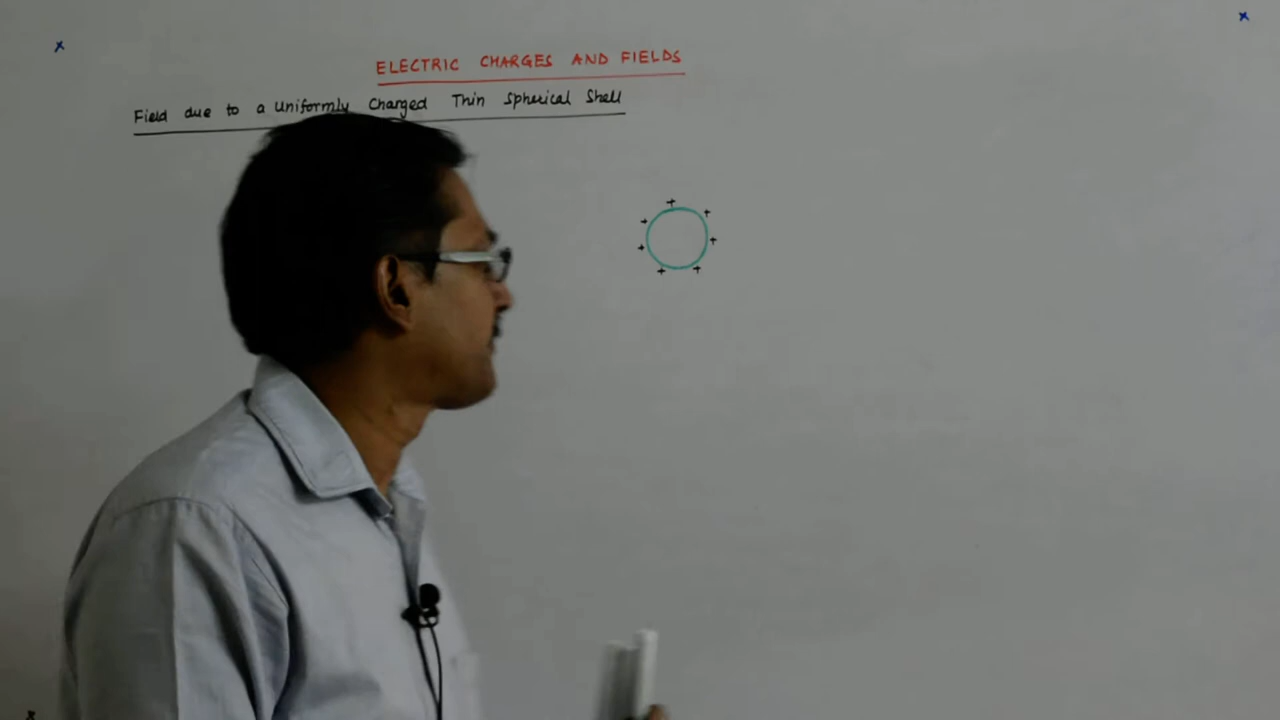 ELECTRIC CHARGES AND FIELDS
Field due to a Uniformly Charged Thin Spherical Shell
+ + + + + + + +